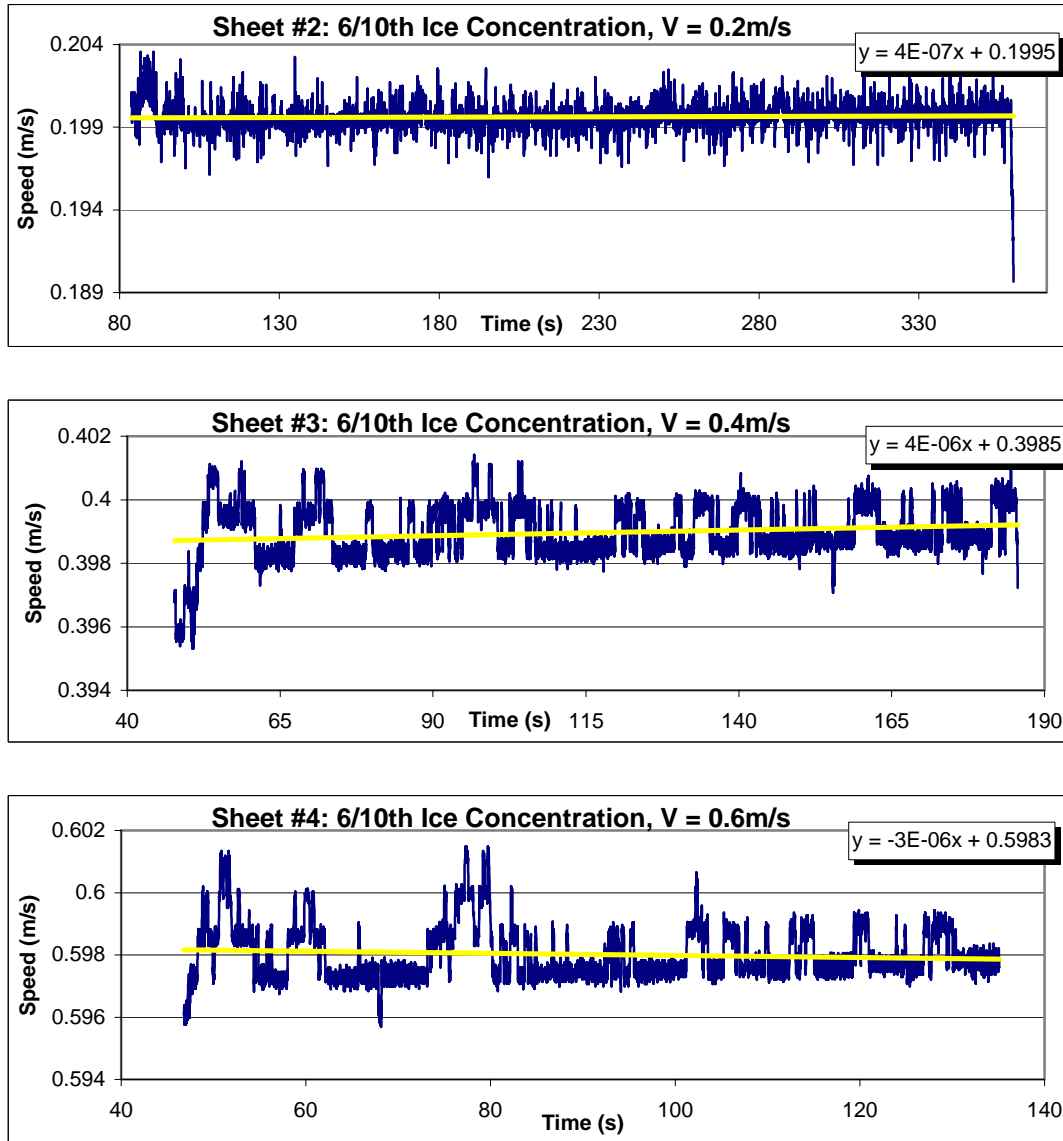 Sheet #2: 6/10th Ice Concentration, V = 0.2m/s
y = 4E-07x + 0.1995
0.204
0.199
0.194
0.189
Speed (m/s)
80 130 180 230 280 330
Time (s)
Sheet #3: 6/10th Ice Concentration, V = 0.4m/s
y = 4E-06x + 0.3985
0.402
0.4
0.398
0.396
0.394
Speed (m/s)
40 65 90 115 140 165 190
Time (s)
Sheet #4: 6/10th Ice Concentration, V = 0.6m/s
y = -3E-06x + 0.5983
0.602
0.6
0.598
0.596
0.594
Speed (m/s)
40 60 80 100 120 140
Time (s)